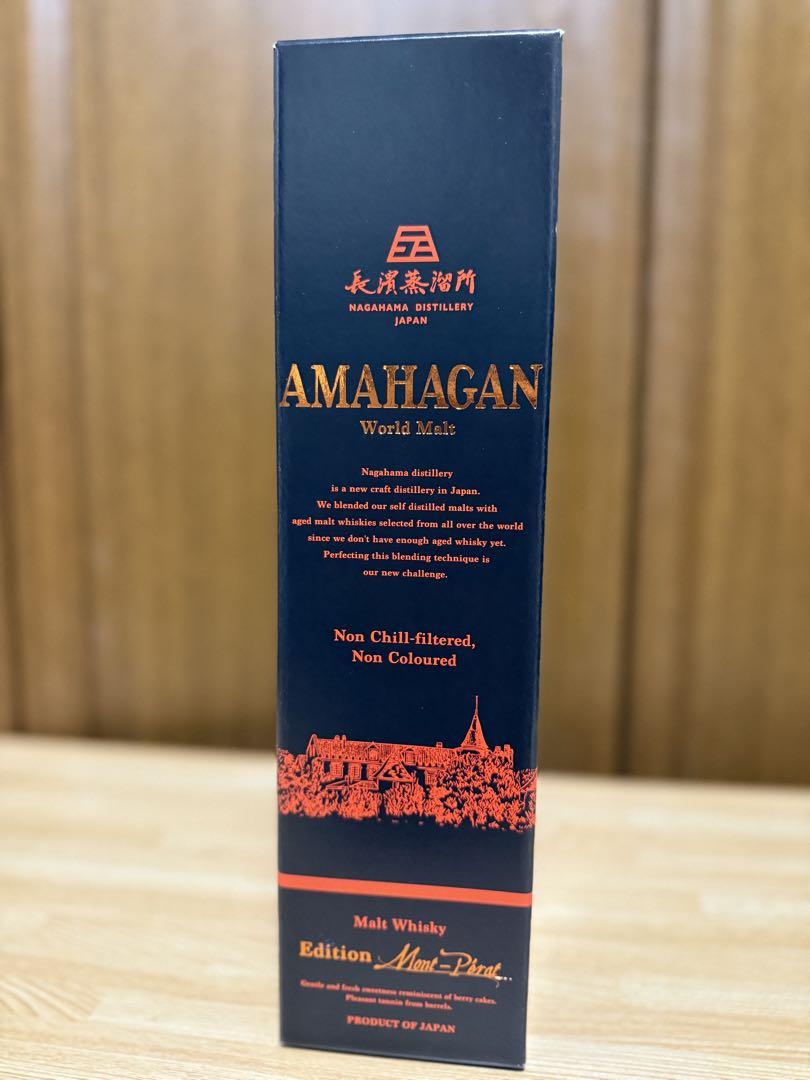 長濱蒸溜所
NAGAHAMA DISTILLERY
JAPAN
AMAHAGAN
World Malt
Nagahama distillery
is a new craft distillery in Japan.
We blended our self distilled malts with
aged malt whiskies selected from all over the world
since we don't have enough aged whisky yet.
Perfecting this blending technique is
our new challenge.
Non Chill-filtered,
Non Coloured
Malt Whisky
Edition Mont-Pérat
Gentle and fresh sweetness reminiscent of berry cakes.
Pleasant tannin from barrels.
PRODUCT OF JAPAN